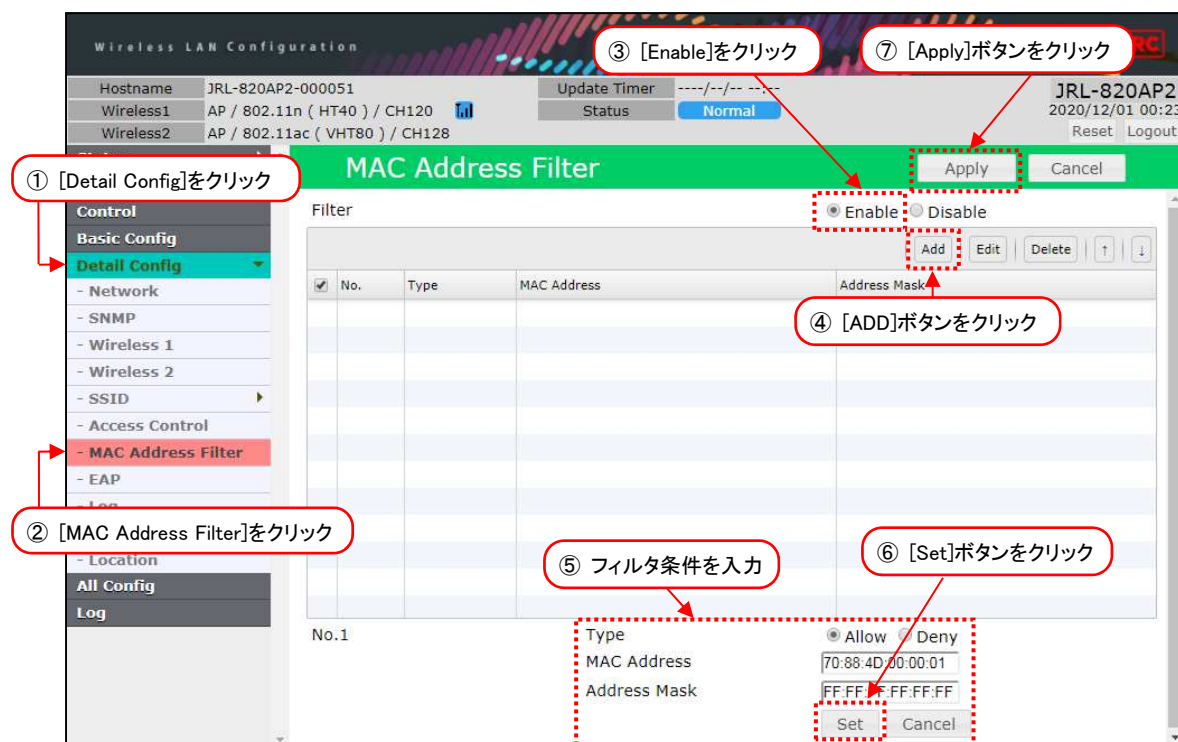 Wireless LAN Configuration
③ [Enable]をクリック
⑦ [Apply]ボタンをクリック
RC
Hostname JRL-820AP2-000051 Update Timer ----/--/-- --:--
Wireless1 AP / 802.11n ( HT40 ) / CH120 Status Normal
Wireless2 AP / 802.11ac ( VHT80 ) / CH128
JRL-820AP2
2020/12/01 00:23
Reset Logout
① [Detail Config]をクリック
MAC Address Filter Apply Cancel
Control
Basic Config
Detail Config
- Network
- SNMP
- Wireless 1
- Wireless 2
- SSID
- Access Control
- MAC Address Filter
- EAP
- Log
② [MAC Address Filter]をクリック
- Location
All Config
Log
Filter Enable Disable
Add Edit Delete ↑ ↓
No. Type MAC Address Address Mask
④ [ADD]ボタンをクリック
⑤ フィルタ条件を入力
⑥ [Set]ボタンをクリック
No.1 Type Allow Deny
MAC Address 70:88:4D:00:00:01
Address Mask FF:FF:FF:FF:FF:FF
Set Cancel